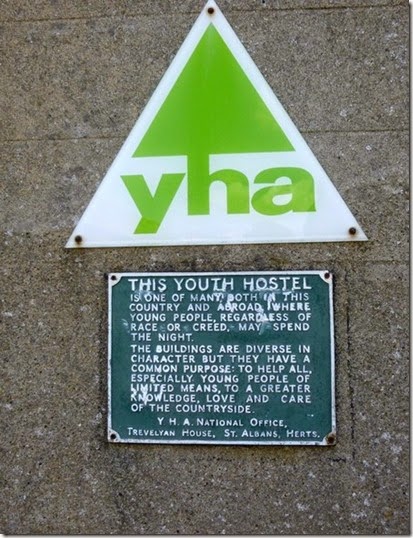 yha
THIS YOUTH HOSTEL
IS ONE OF MANY, BOTH IN THIS
COUNTRY AND ABROAD, WHERE
YOUNG PEOPLE, REGARDLESS OF
RACE OR CREED, MAY SPEND
THE NIGHT.
THE BUILDINGS ARE DIVERSE IN
CHARACTER BUT THEY HAVE A
COMMON PURPOSE: TO HELP ALL,
ESPECIALLY YOUNG PEOPLE OF
LIMITED MEANS, TO A GREATER
KNOWLEDGE, LOVE AND CARE
OF THE COUNTRYSIDE.
Y H A NATIONAL OFFICE,
TREVELYAN HOUSE, ST. ALBANS, HERTS.